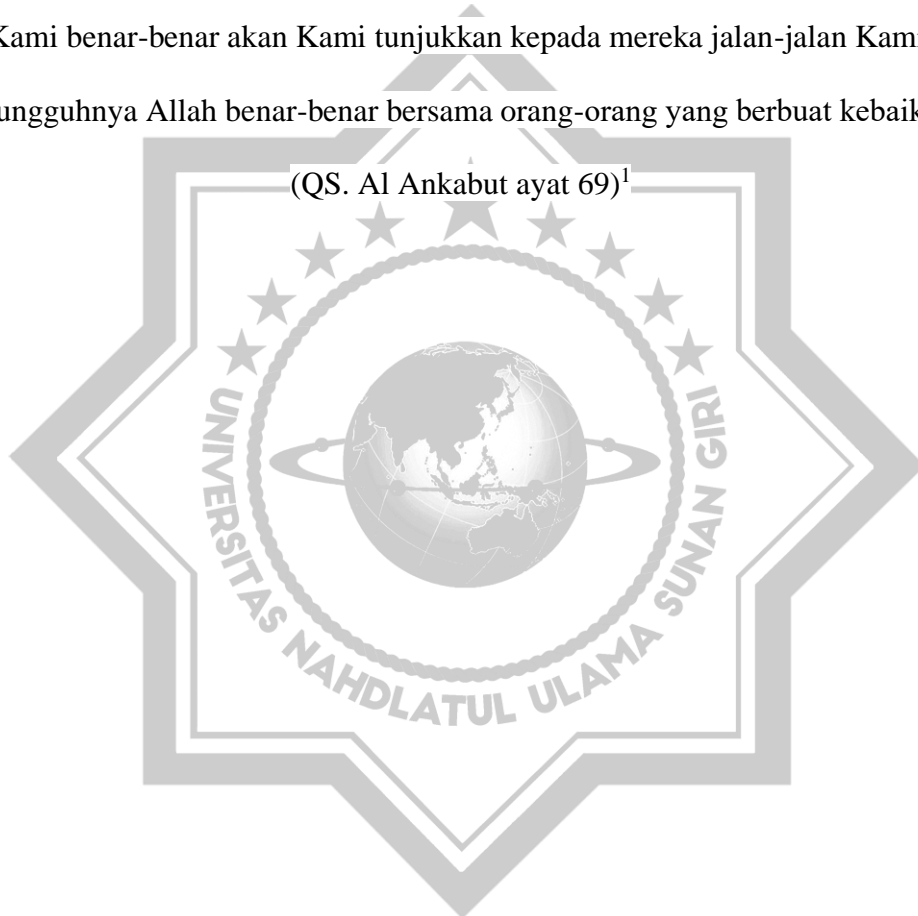 Kami benar-benar akan Kami tunjukkan kepada mereka jalan-jalan Kami
ungguhnya Allah benar-benar bersama orang-orang yang berbuat kebaik
(QS. Al Ankabut ayat 69)¹
UNIVERSITAS NAHDLATUL ULAMA SUNAN GIRI